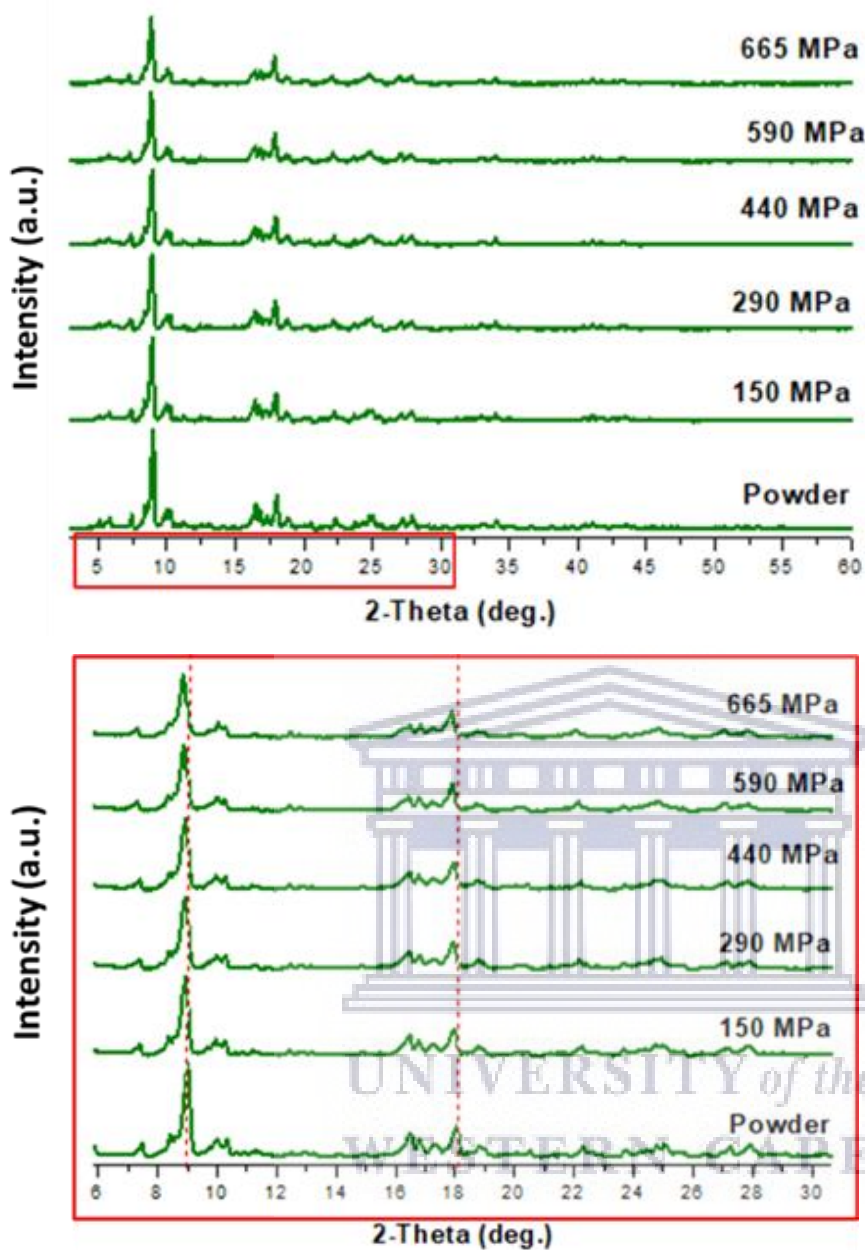 665 MPa
590 MPa
440 MPa
290 MPa
150 MPa
Powder
Intensity (a.u.)
5 10 15 20 25 30 35 40 45 50 55 60
2-Theta (deg.)
665 MPa
590 MPa
440 MPa
290 MPa
150 MPa
UNIVERSITY of the
Powder
WESTERN CAPE
Intensity (a.u.)
6 8 10 12 14 16 18 20 22 24 26 28 30
2-Theta (deg.)